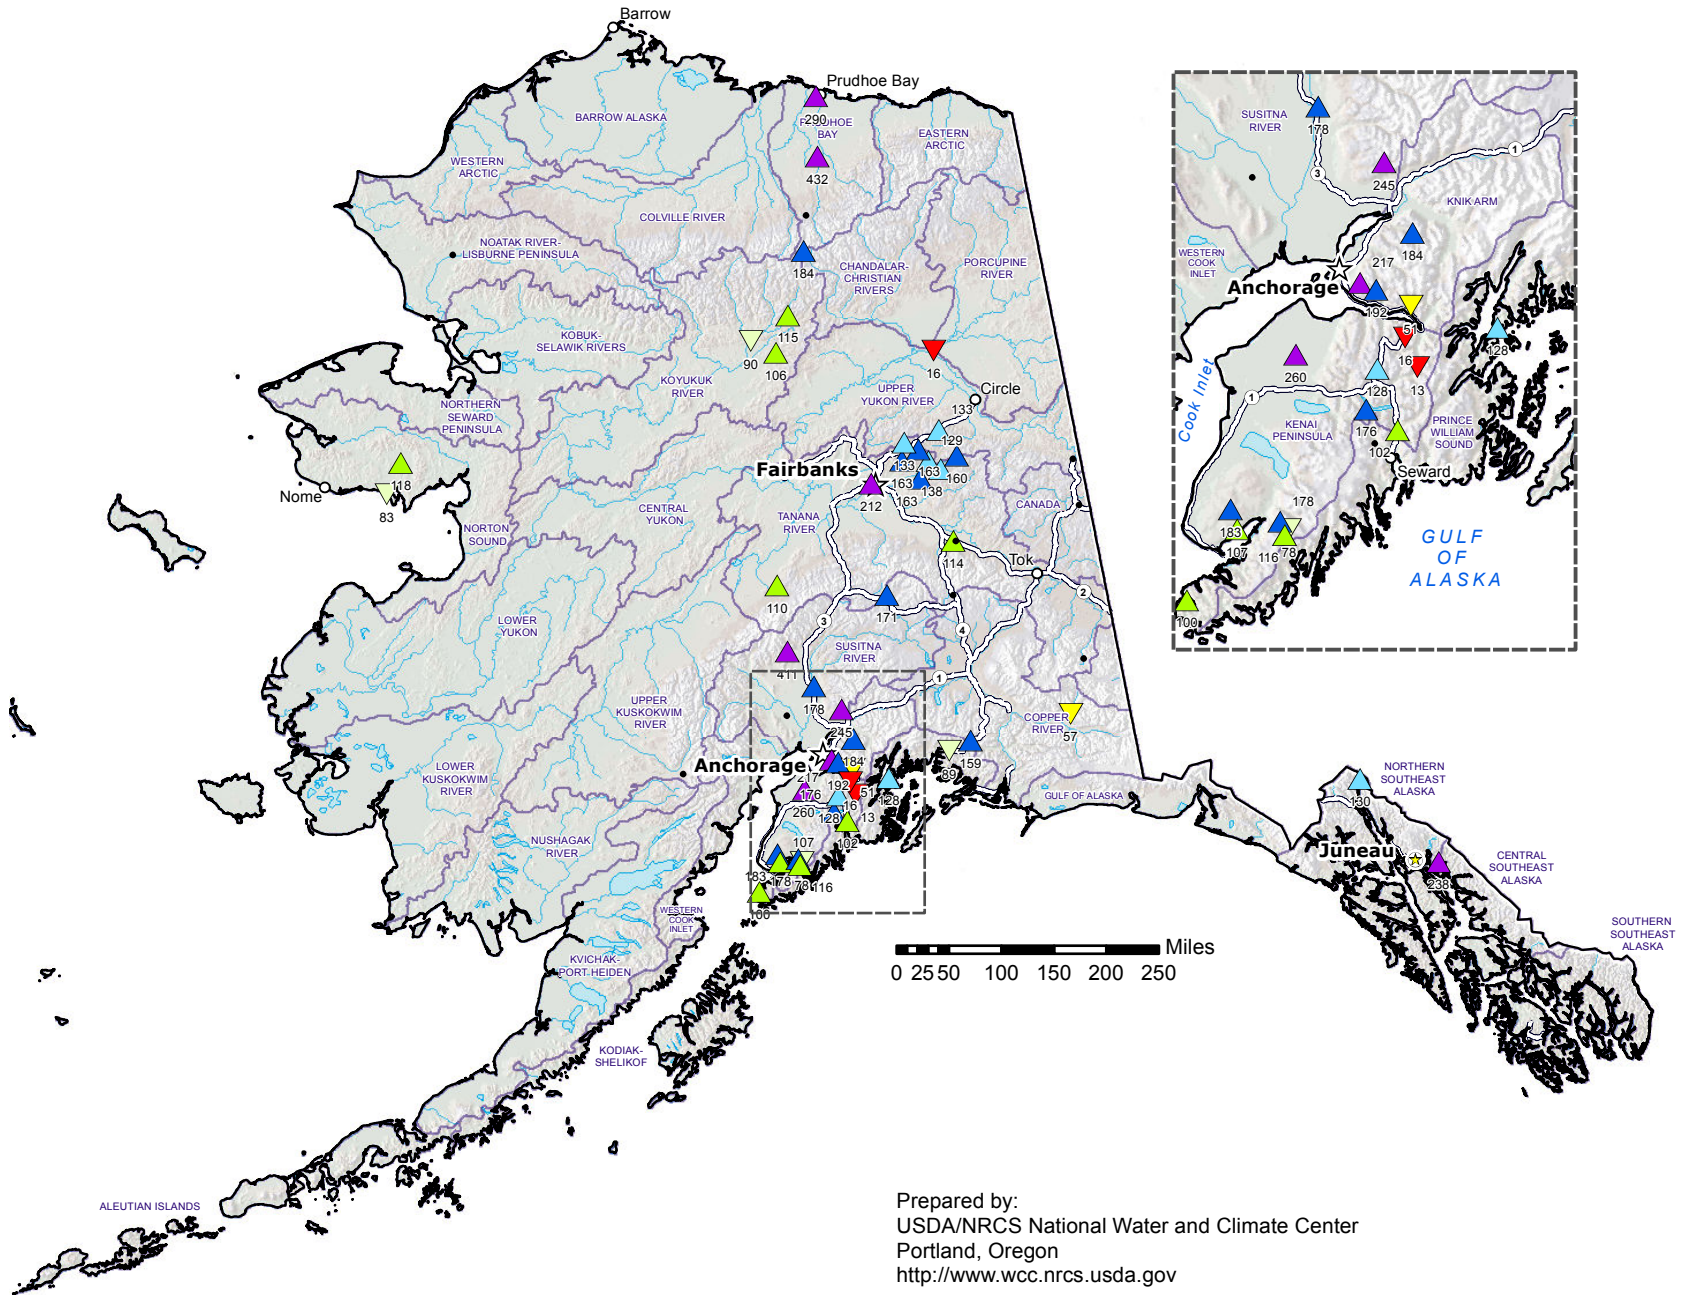 Barrow
Prudhoe Bay
BARROW ALASKA
290
PRUDHOE
BAY
EASTERN
ARCTIC
WESTERN
ARCTIC
432
COLVILLE RIVER
NOATAK RIVER-
LISBURNE PENINSULA
184
CHANDALAR-
CHRISTIAN
RIVERS
PORCUPINE
RIVER
KOBUK-
SELAWIK RIVERS
115
90
106
16
KOYUKUK
RIVER
UPPER
YUKON RIVER
Circle
133
NORTHERN
SEWARD
PENINSULA
129
Fairbanks
133
163
160
163
138
163
212
118
Nome
83
NORTON
SOUND
CENTRAL
YUKON
TANANA
RIVER
CANADA
114
Tok
2
110
171
3
4
LOWER
YUKON
SUSITNA
RIVER
411
1
178
UPPER
KUSKOKWIM
RIVER
245
COPPER
RIVER
57
184
Anchorage
159
89
217
192
176
51
128
LOWER
KUSKOKWIM
RIVER
260
16
128
13
GULF OF ALASKA
102
107
NUSHAGAK
RIVER
183
178
78
116
100
WESTERN
COOK
INLET
KVICHAK-
PORT HEIDEN
KODIAK-
SHELIKOF
ALEUTIAN ISLANDS
SUSITNA
RIVER
178
3
1
245
KNIK ARM
WESTERN
COOK
INLET
184
217
Anchorage
192
51
16
128
13
260
128
Cook Inlet
1
KENAI
PENINSULA
176
PRINCE
WILLIAM
SOUND
102
Seward
178
183
107
116
78
GULF
OF
ALASKA
100
NORTHERN
SOUTHEAST
ALASKA
130
Juneau
238
CENTRAL
SOUTHEAST
ALASKA
SOUTHERN
SOUTHEAST
ALASKA
Miles
0 25 50 100 150 200 250
Prepared by:
USDA/NRCS National Water and Climate Center
Portland, Oregon
http://www.wcc.nrcs.usda.gov